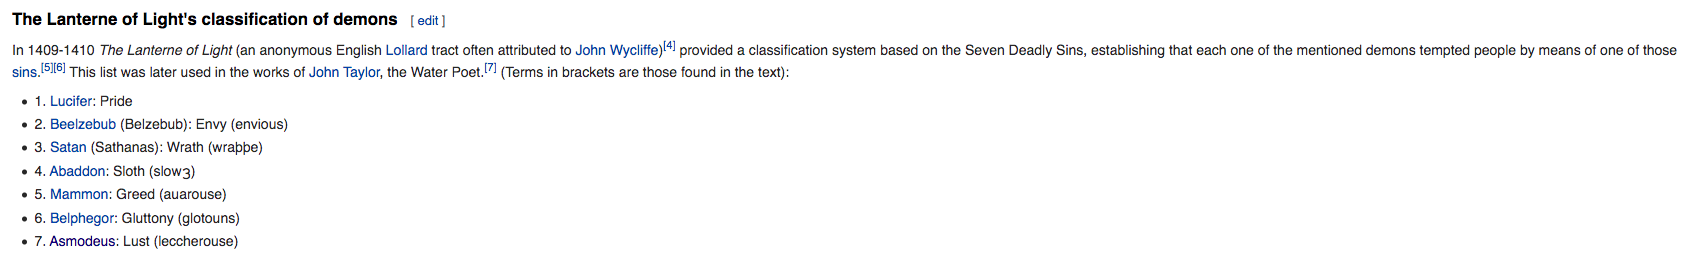 The Lanterne of Light's classification of demons [ edit ]
In 1409-1410 The Lanterne of Light (an anonymous English Lollard tract often attributed to John Wycliffe)[4] provided a classification system based on the Seven Deadly Sins, establishing that each one of the mentioned demons tempted people by means of one of those
sins.[5][6] This list was later used in the works of John Taylor, the Water Poet.[7] (Terms in brackets are those found in the text):
• 1. Lucifer: Pride
• 2. Beelzebub (Belzebub): Envy (envious)
• 3. Satan (Sathanas): Wrath (wraþþe)
• 4. Abaddon: Sloth (slowȝ)
• 5. Mammon: Greed (auarouse)
• 6. Belphegor: Gluttony (glotouns)
• 7. Asmodeus: Lust (leccherouse)